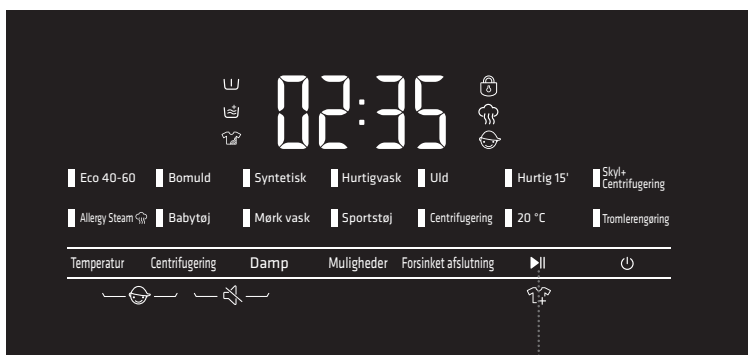 02:35
Eco 40-60 Bomuld Syntetisk Hurtigvask Uld Hurtig 15' Skyl+
Centrifugering
Allergy Steam Babytøj Mørk vask Sportstøj Centrifugering 20 °C Tromlerengøring
Temperatur Centrifugering Damp Muligheder Forsinket afslutning